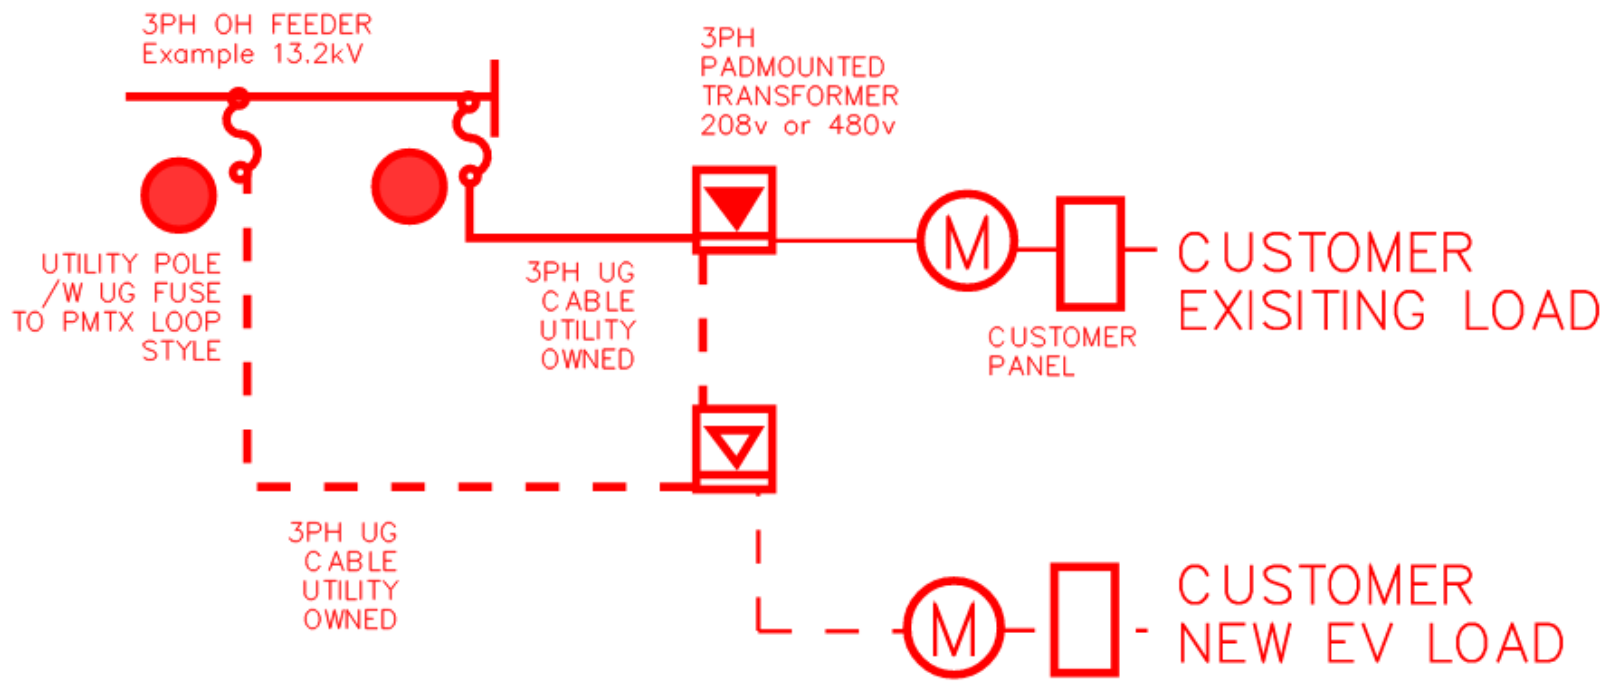 3PH OH FEEDER
Example 13.2kV
3PH
PADMOUNTED
TRANSFORMER
208v or 480v
UTILITY POLE
/W UG FUSE
TO PMTX LOOP
STYLE
3PH UG
CABLE
UTILITY
OWNED
M
CUSTOMER
PANEL
CUSTOMER
EXISITING LOAD
3PH UG
CABLE
UTILITY
OWNED
M
CUSTOMER
NEW EV LOAD